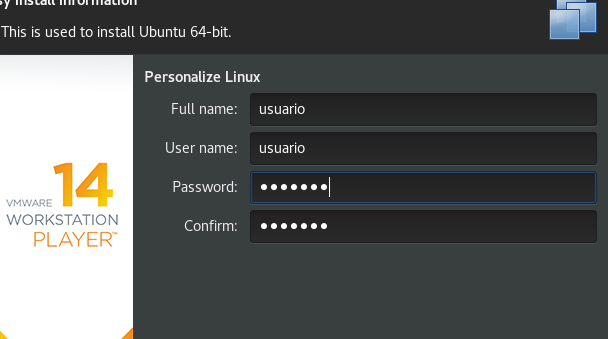 sy Install Information
This is used to install Ubuntu 64-bit.
Personalize Linux
Full name: usuario
User name: usuario
Password: •••••••
Confirm: •••••••
VMWARE 14
WORKSTATION
PLAYER™